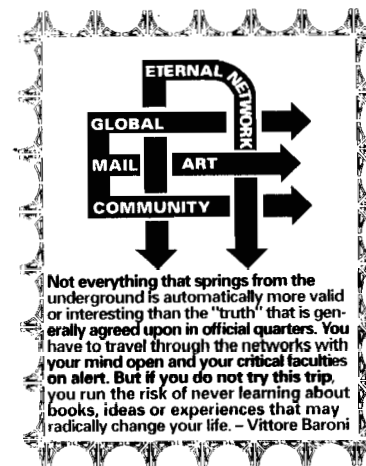 ETERNAL NETWORK
GLOBAL
MAIL ART
COMMUNITY
Not everything that springs from the
underground is automatically more valid
or interesting than the "truth" that is gen-
erally agreed upon in official quarters. You
have to travel through the networks with
your mind open and your critical faculties
on alert. But if you do not try this trip,
you run the risk of never learning about
books, ideas or experiences that may
radically change your life. – Vittore Baroni